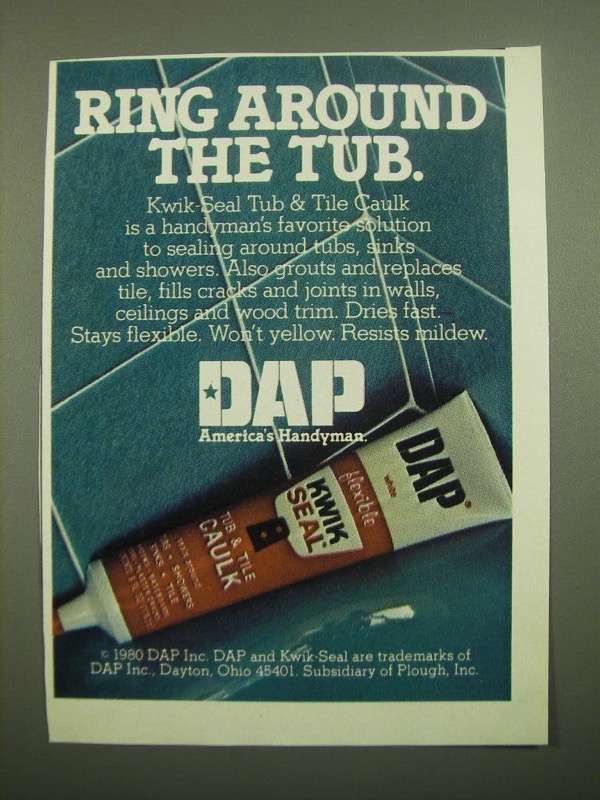 RING AROUND
THE TUB.
Kwik-Seal Tub & Tile Caulk
is a handyman's favorite solution
to sealing around tubs, sinks
and showers. Also grouts and replaces
tile, fills cracks and joints in walls,
ceilings and wood trim. Dries fast.
Stays flexible. Won't yellow. Resists mildew.
DAP
America's Handyman.
DAP®
white
flexible
KWIK
SEAL®
TUB & TILE
CAULK
SHOWERS
TILE
© 1980 DAP Inc. DAP and Kwik-Seal are trademarks of
DAP Inc., Dayton, Ohio 45401. Subsidiary of Plough, Inc.